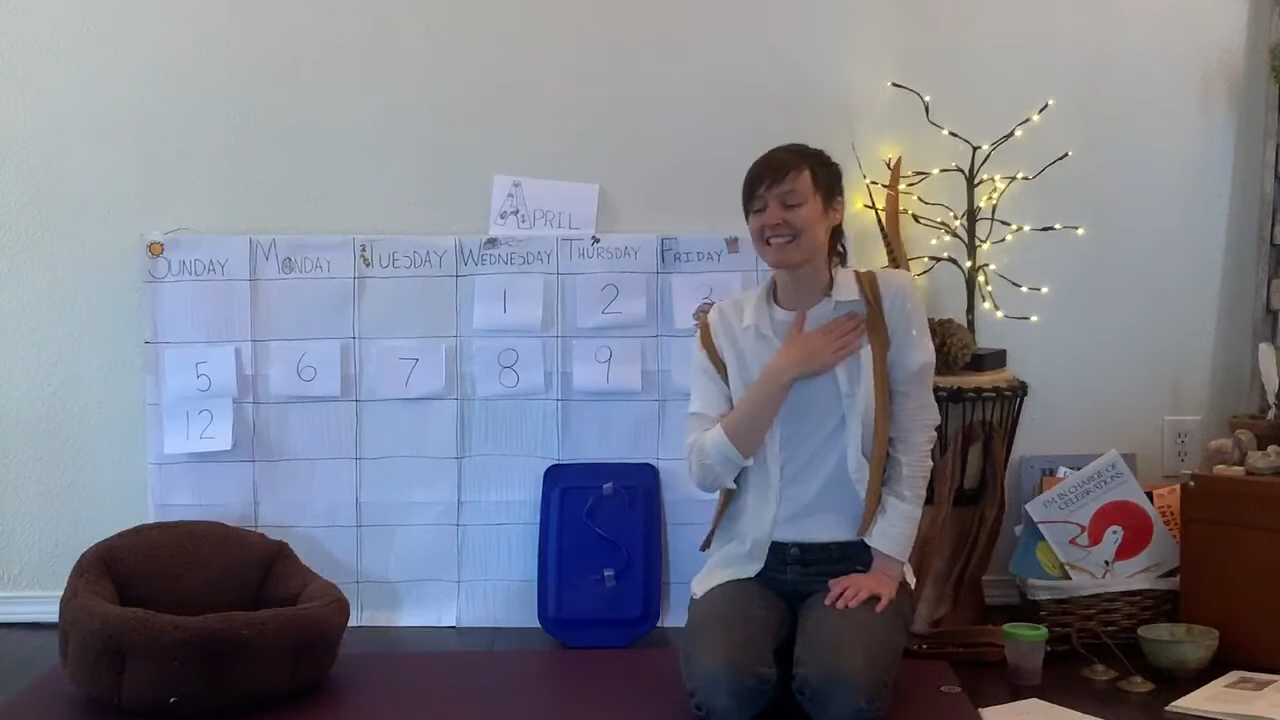 APRIL
SUNDAY MONDAY TUESDAY WEDNESDAY THURSDAY FRIDAY
1 2 3
5 6 7 8 9
12
I'M IN CHARGE OF
CELEBRATIONS